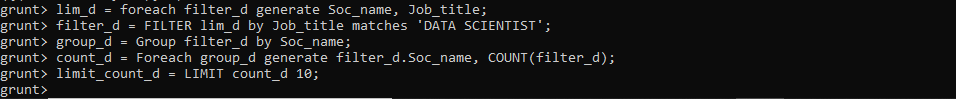 grunt> lim_d = foreach filter_d generate Soc_name, Job_title;
grunt> filter_d = FILTER lim_d by Job_title matches 'DATA SCIENTIST';
grunt> group_d = Group filter_d by Soc_name;
grunt> count_d = Foreach group_d generate filter_d.Soc_name, COUNT(filter_d);
grunt> limit_count_d = LIMIT count_d 10;
grunt>